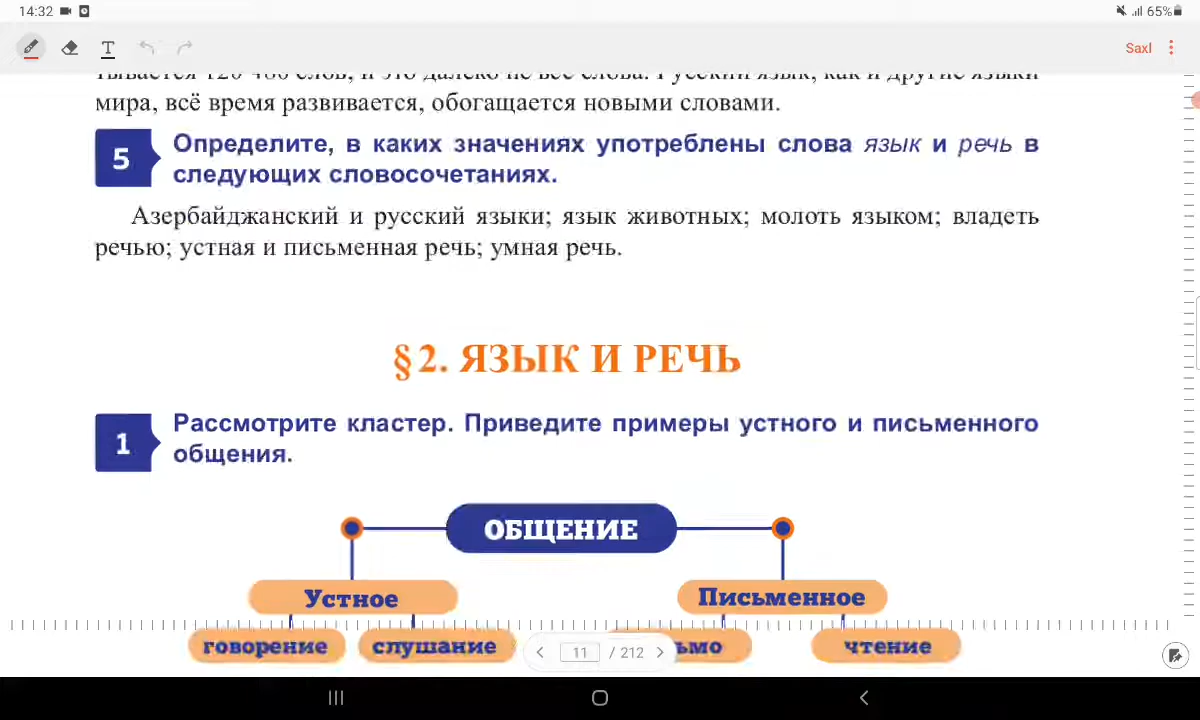 14:32
65%
T
Saxl
мира, всё время развивается, обогащается новыми словами.
5
Определите, в каких значениях употреблены слова язык и речь в
следующих словосочетаниях.
Азербайджанский и русский языки; язык животных; молоть языком; владеть
речью; устная и письменная речь; умная речь.
§ 2. ЯЗЫК И РЕЧЬ
1
Рассмотрите кластер. Приведите примеры устного и письменного
общения.
ОБЩЕНИЕ
Устное
Письменное
говорение
слушание
ьмо
чтение
11 / 212